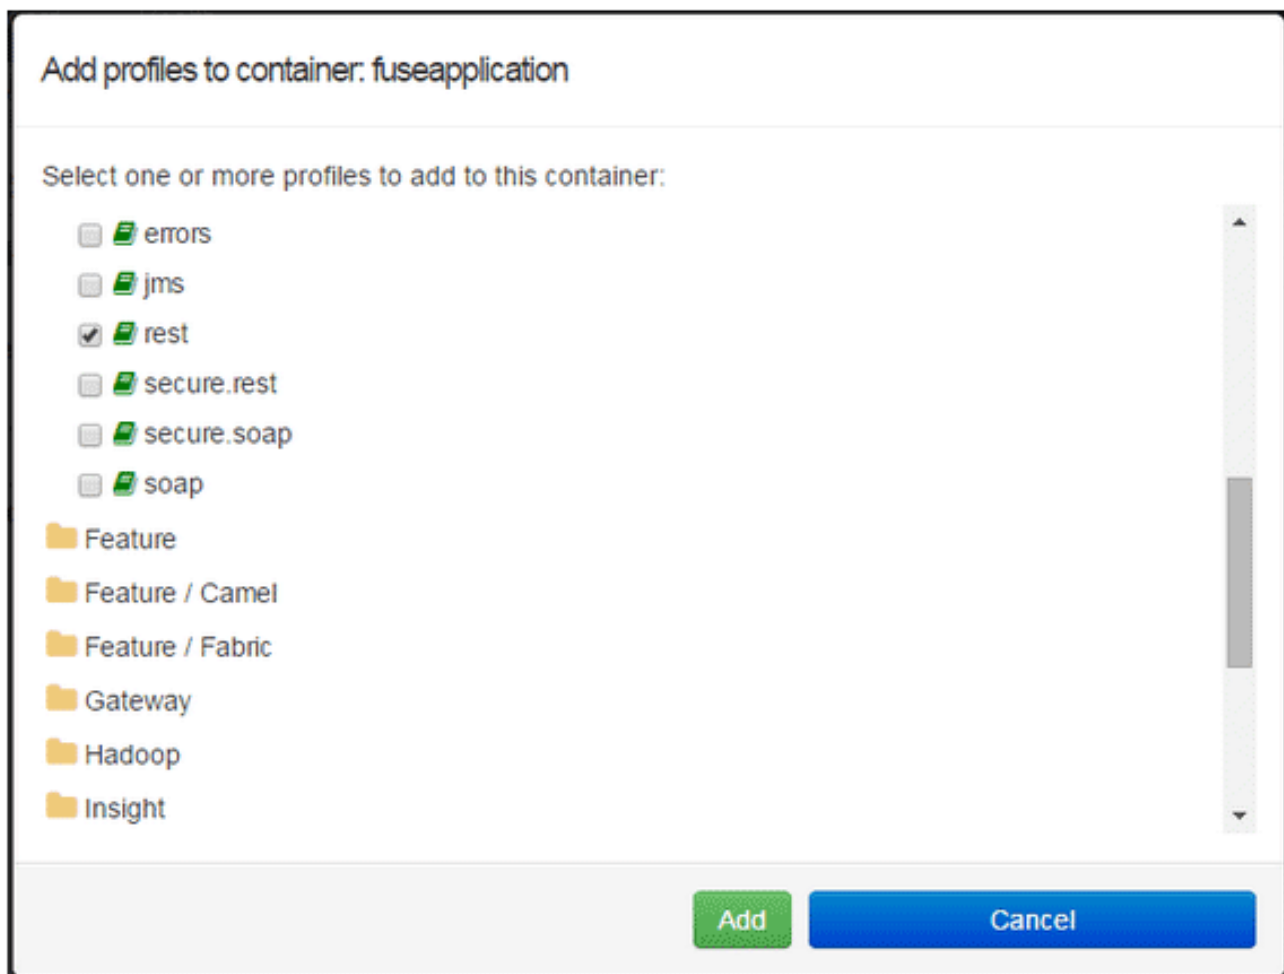 Add profiles to container: fuseapplication
Select one or more profiles to add to this container:
errors
jms
rest
secure.rest
secure.soap
soap
Feature
Feature / Camel
Feature / Fabric
Gateway
Hadoop
Insight
Add
Cancel